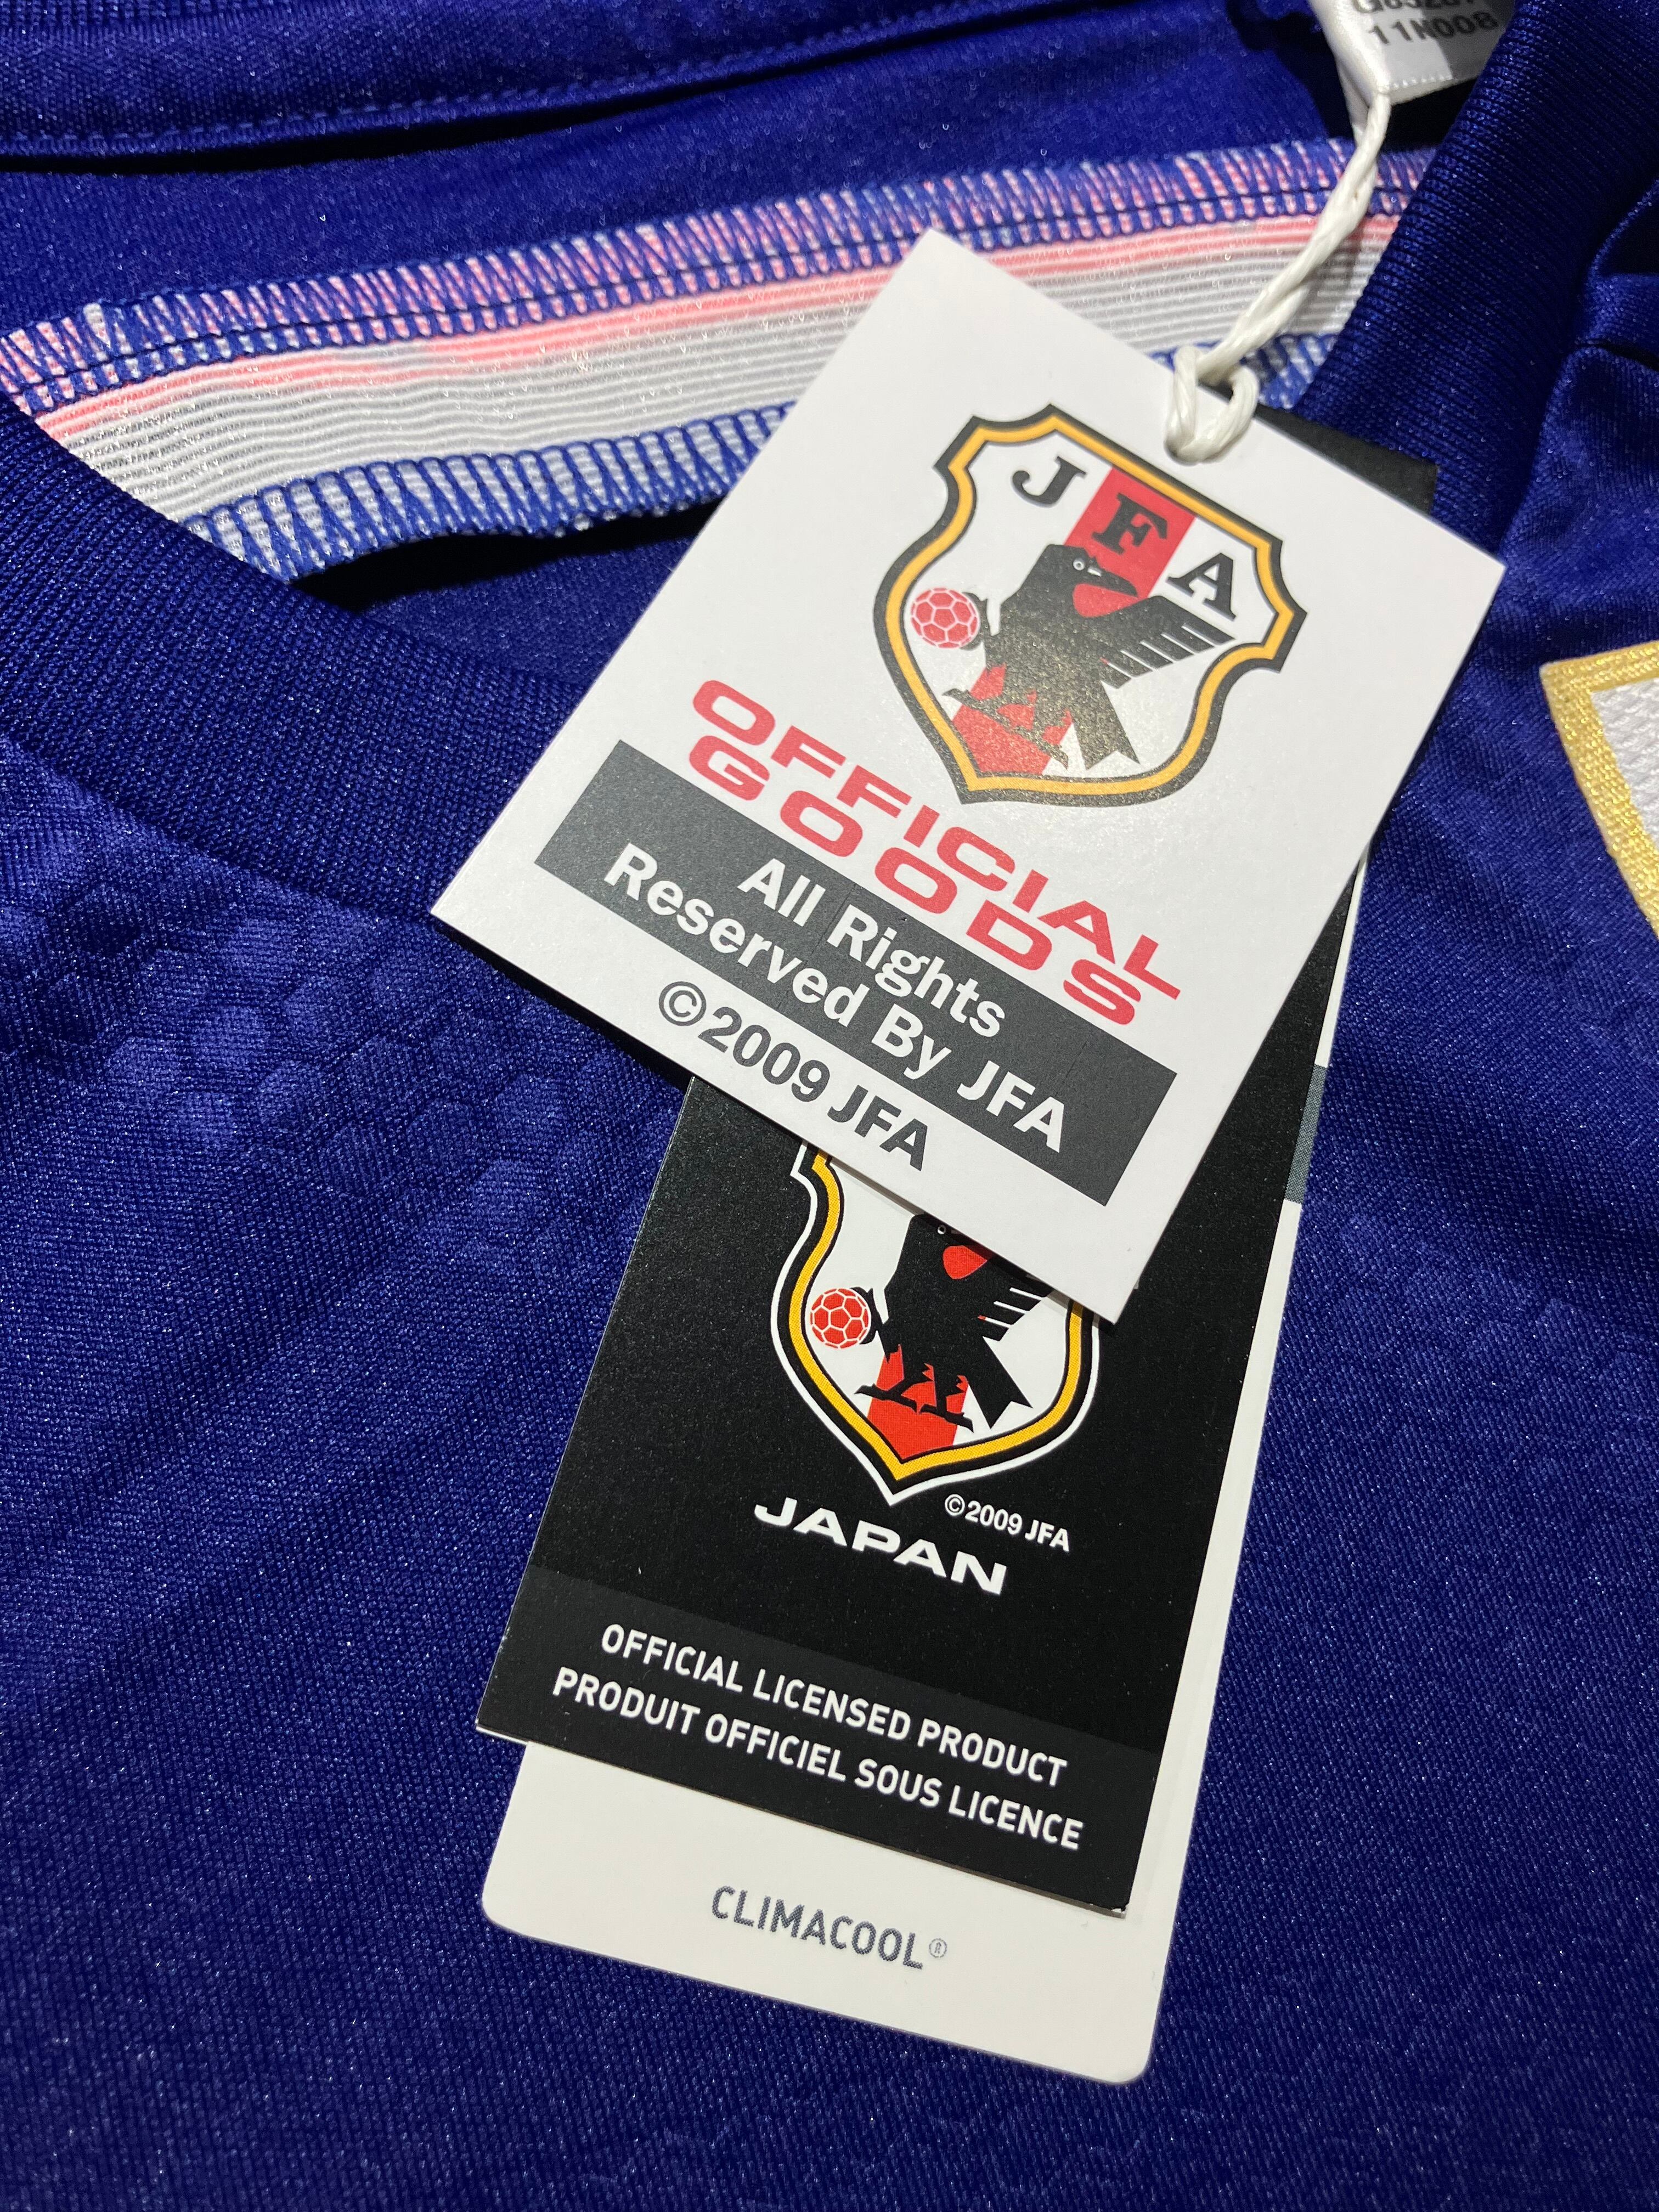 11N008
JFA
OFFICIAL
GOODS
All Rights
Reserved By JFA
©2009 JFA
©2009 JFA
JAPAN
OFFICIAL LICENSED PRODUCT
PRODUIT OFFICIEL SOUS LICENCE
CLIMACOOL®